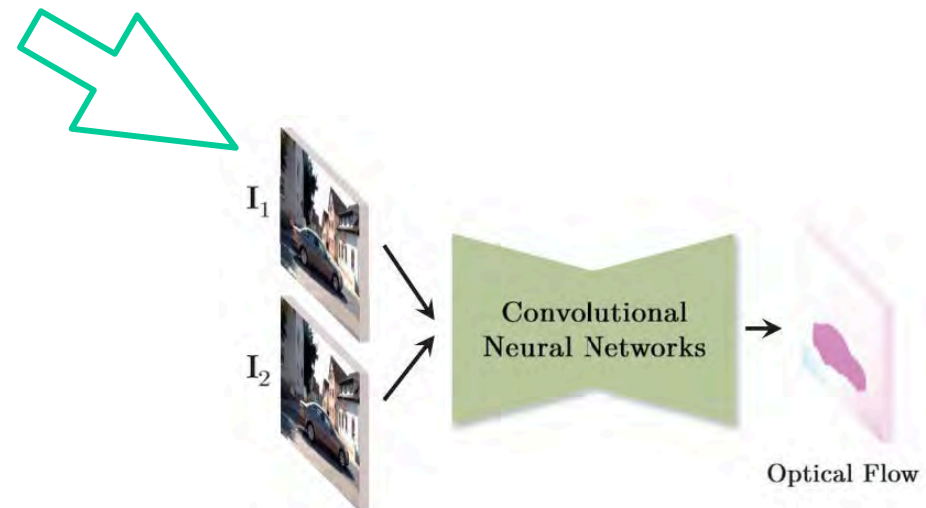 I₁
I₂
Convolutional
Neural Networks
Optical Flow